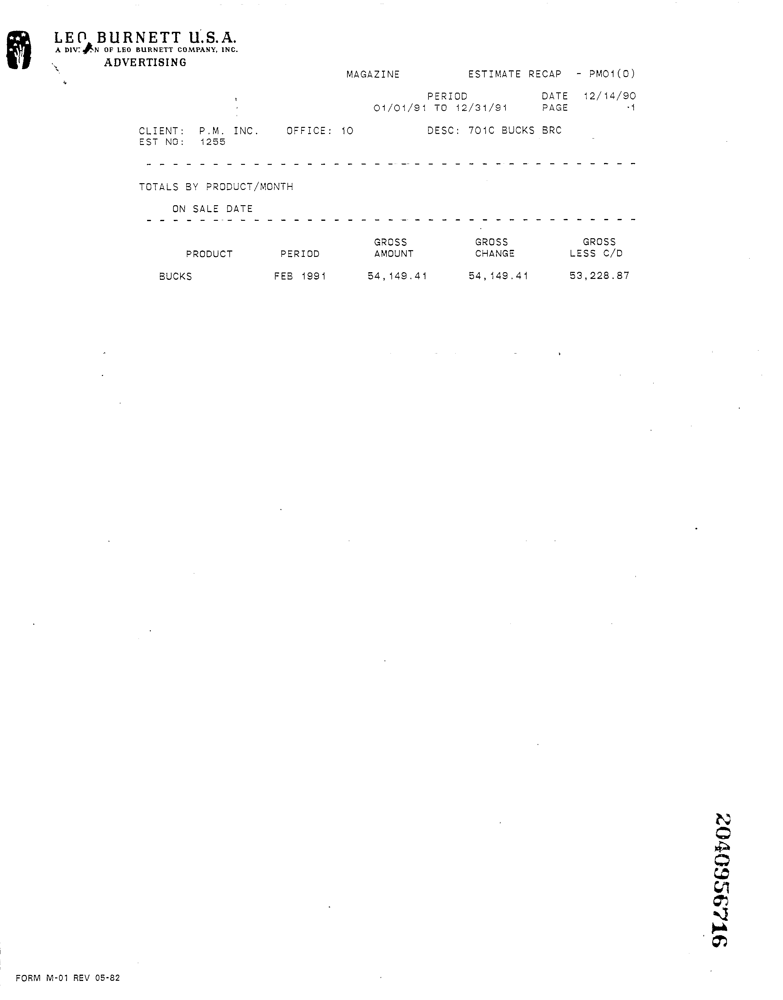 LEO BURNETT U.S.A.
A DIVISION OF LEO BURNETT COMPANY, INC.
ADVERTISING
MAGAZINE ESTIMATE RECAP - PM01(0)
PERIOD DATE 12/14/90
01/01/91 TO 12/31/91 PAGE 1
CLIENT: P.M. INC. OFFICE: 10 DESC: 701C BUCKS BRC
EST NO: 1255
TOTALS BY PRODUCT/MONTH
ON SALE DATE
GROSS GROSS GROSS
PRODUCT PERIOD AMOUNT CHANGE LESS C/D
BUCKS FEB 1991 54,149.41 54,149.41 53,228.87
2040956716
FORM M-01 REV 05-82